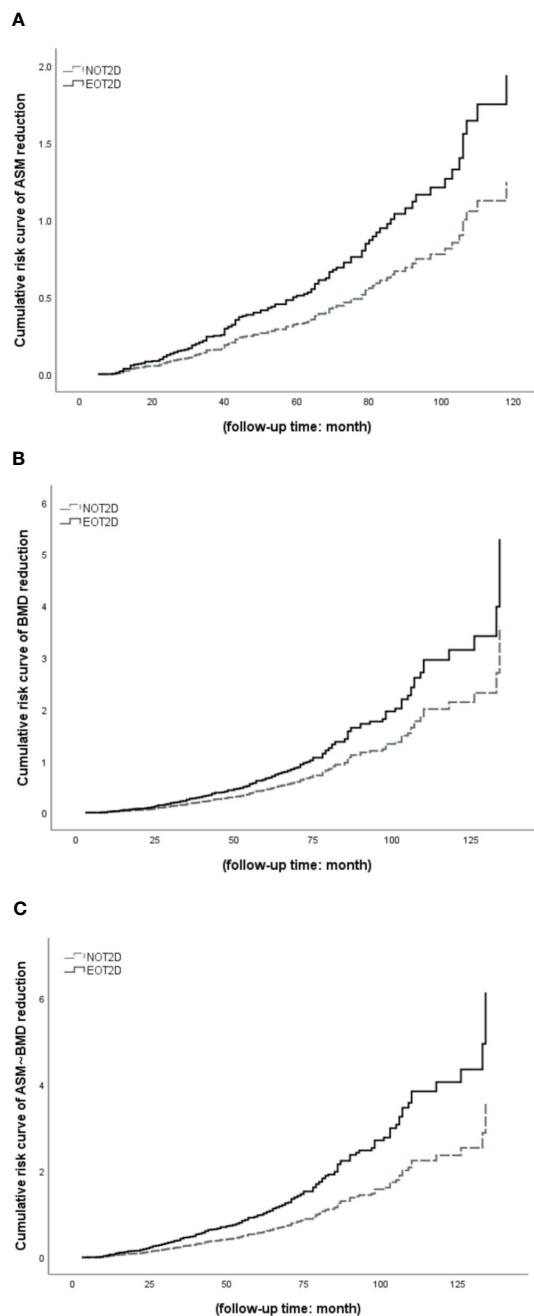 A
Cumulative risk curve of ASM reduction
2.0
1.5
1.0
0.5
0.0
NOT2D
EOT2D
0 20 40 60 80 100 120
(follow-up time: month)
B
Cumulative risk curve of BMD reduction
6
5
4
3
2
1
0
NOT2D
EOT2D
0 25 50 75 100 125
(follow-up time: month)
C
Cumulative risk curve of ASM~BMD reduction
6
4
2
0
NOT2D
EOT2D
0 25 50 75 100 125
(follow-up time: month)